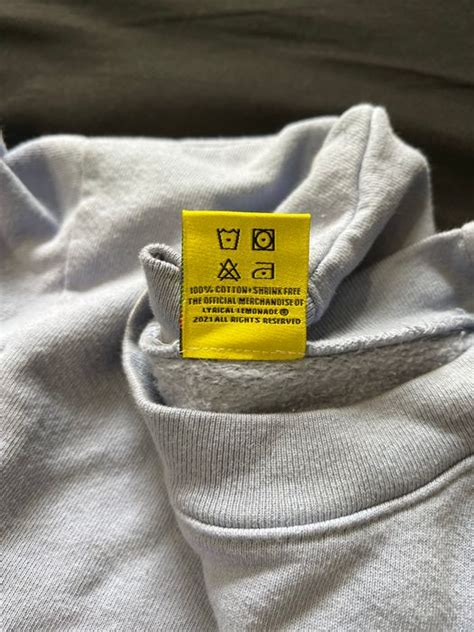 100% COTTON + SHRINK FREE
THE OFFICIAL MERCHANDISE OF
LYRICAL LEMONADE ®
2021 ALL RIGHTS RESERVED